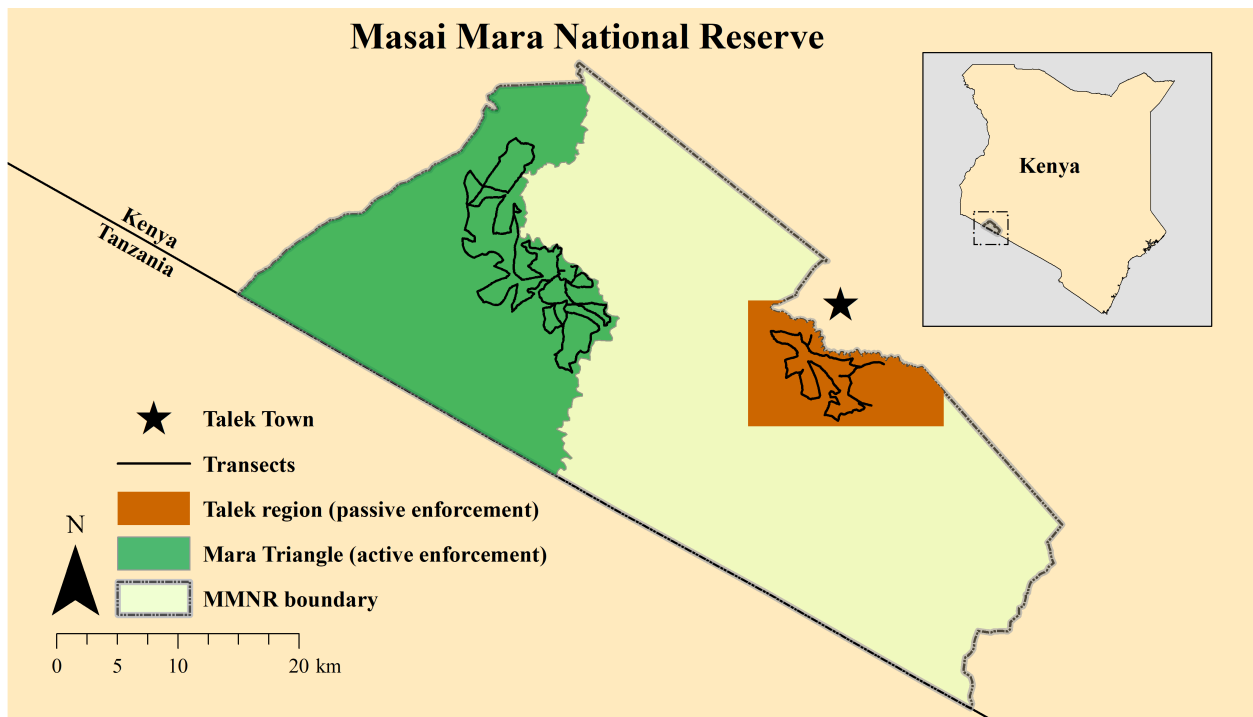 Masai Mara National Reserve
Kenya
Kenya
Tanzania
Talek Town
Transects
Talek region (passive enforcement)
Mara Triangle (active enforcement)
MMNR boundary
N
0 5 10 20 km